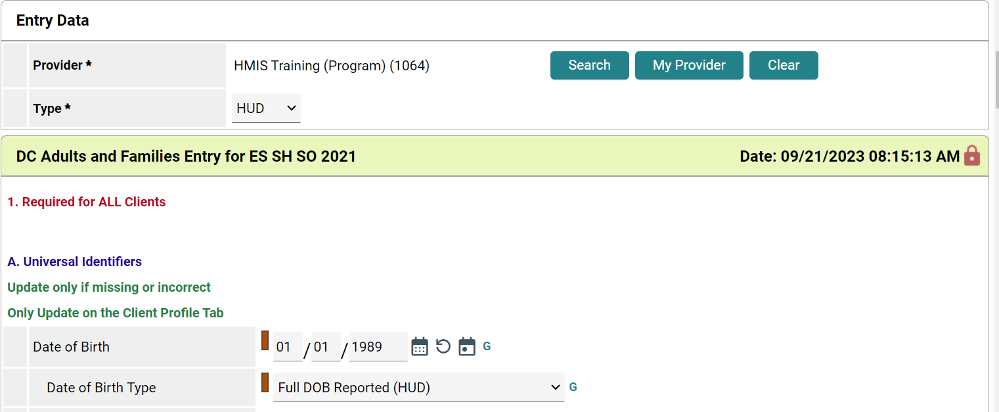 Entry Data
Provider * HMIS Training (Program) (1064) Search My Provider Clear
Type * HUD
DC Adults and Families Entry for ES SH SO 2021 Date: 09/21/2023 08:15:13 AM
1. Required for ALL Clients
A. Universal Identifiers
Update only if missing or incorrect
Only Update on the Client Profile Tab
Date of Birth 01 / 01 / 1989 G
Date of Birth Type Full DOB Reported (HUD) G